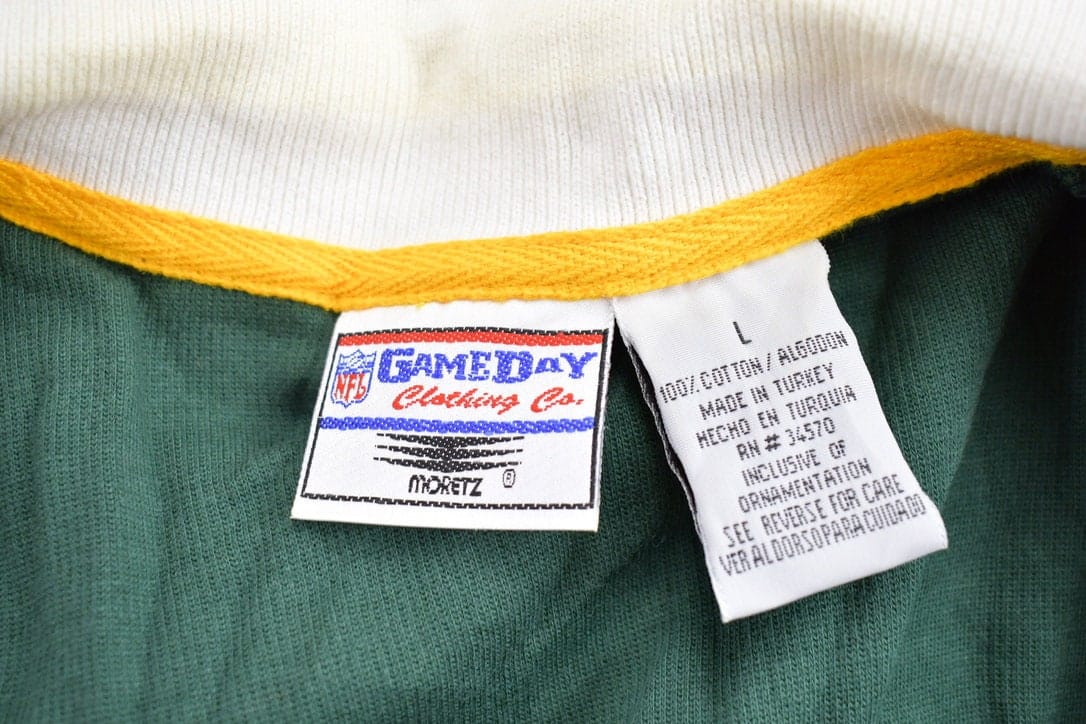 NFL
GAMEDAY
Clothing Co.
MORETZ ®
L
100% COTTON / ALGODON
MADE IN TURKEY
HECHO EN TURQUIA
RN # 34570
INCLUSIVE OF
ORNAMENTATION
SEE REVERSE FOR CARE
VER AL DORSO PARA CUIDADO